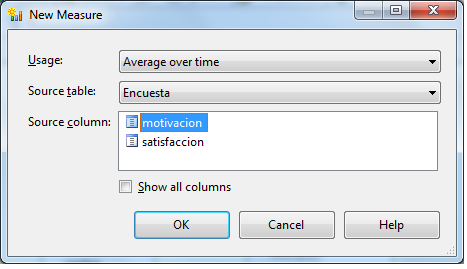 New Measure
Usage: Average over time
Source table: Encuesta
Source column: motivacion
satisfaccion
Show all columns
OK Cancel Help